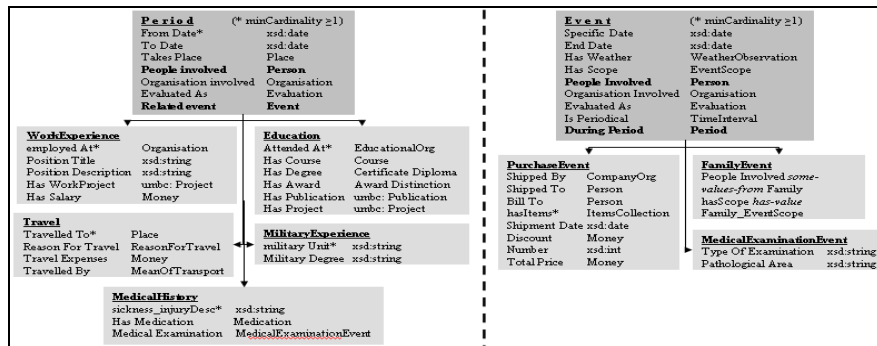 Period (* minCardinality ≥1)
From Date* xsd:date
To Date xsd:date
Takes Place Place
People involved Person
Organisation involved Organisation
Evaluated As Evaluation
Related event Event
WorkExperience
employed At* Organisation
Position Title xsd:string
Position Description xsd:string
Has WorkProject umbc: Project
Has Salary Money
Education
Attended At* EducationalOrg
Has Course Course
Has Degree Certificate Diploma
Has Award Award Distinction
Has Publication umbc: Publication
Has Project umbc: Project
Travel
Travelled To* Place
Reason For Travel ReasonForTravel
Travel Expenses Money
Travelled By MeanOfTransport
MilitaryExperience
military Unit* xsd:string
Military Degree xsd:string
MedicalHistory
sickness_injuryDesc* xsd:string
Has Medication Medication
Medical Examination MedicalExaminationEvent
Event (* minCardinality ≥1)
Specific Date xsd:date
End Date xsd:date
Has Weather WeatherObservation
Has Scope EventScope
People Involved Person
Organisation Involved Organisation
Evaluated As Evaluation
Is Periodical TimeInterval
During Period Period
PurchaseEvent
Shipped By CompanyOrg
Shipped To Person
Bill To Person
hasItems* ItemsCollection
Shipment Date xsd:date
Discount Money
Number xsd:int
Total Price Money
FamilyEvent
People Involved some-
values-from Family
hasScope has-value
Family_EventScope
MedicalExaminationEvent
Type Of Examination xsd:string
Pathological Area xsd:string